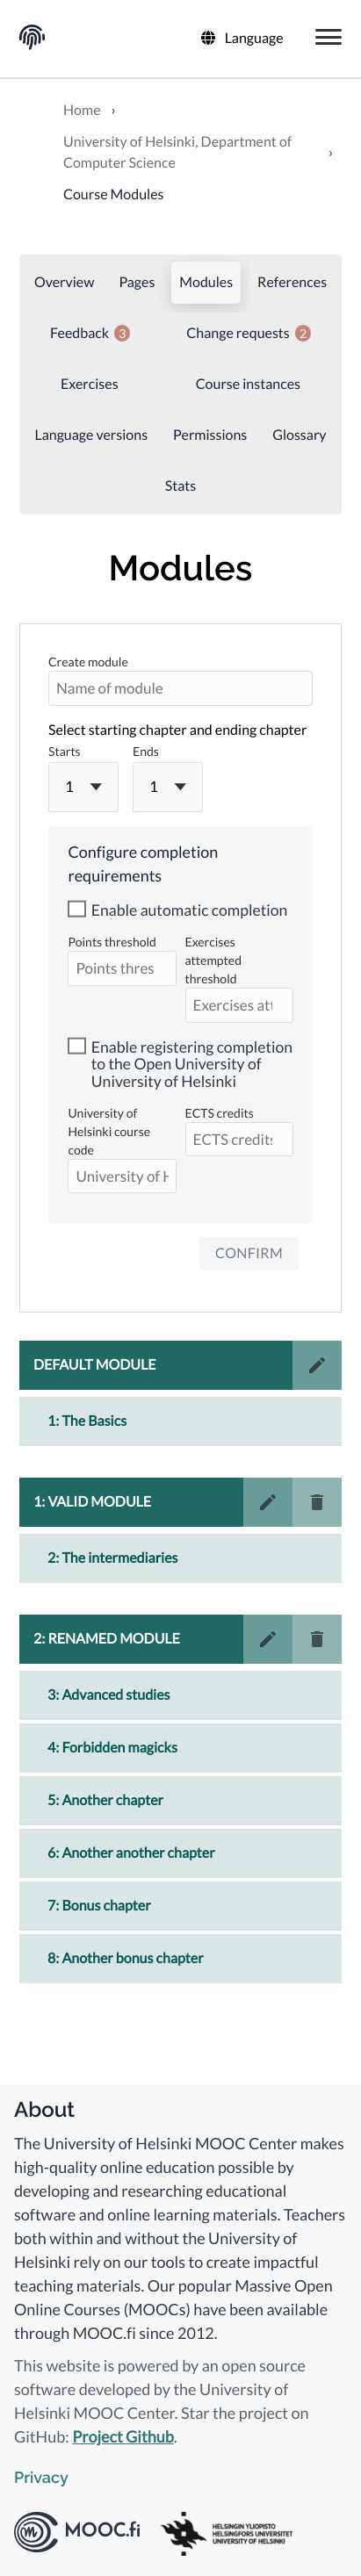 Language
Home ›
University of Helsinki, Department of
Computer Science ›
Course Modules
Overview Pages Modules References
Feedback 3 Change requests 2
Exercises Course instances
Language versions Permissions Glossary
Stats
Modules
Create module
Name of module
Select starting chapter and ending chapter
Starts Ends
1 1
Configure completion
requirements
Enable automatic completion
Points threshold
Points thres
Exercises
attempted
threshold
Exercises att
Enable registering completion
to the Open University of
University of Helsinki
University of
Helsinki course
code
University of H
ECTS credits
ECTS credits
CONFIRM
DEFAULT MODULE
1: The Basics
1: VALID MODULE
2: The intermediaries
2: RENAMED MODULE
3: Advanced studies
4: Forbidden magicks
5: Another chapter
6: Another another chapter
7: Bonus chapter
8: Another bonus chapter
About
The University of Helsinki MOOC Center makes
high-quality online education possible by
developing and researching educational
software and online learning materials. Teachers
both within and without the University of
Helsinki rely on our tools to create impactful
teaching materials. Our popular Massive Open
Online Courses (MOOCs) have been available
through MOOC.fi since 2012.
This website is powered by an open source
software developed by the University of
Helsinki MOOC Center. Star the project on
GitHub: Project Github.
Privacy
MOOC.fi
HELSINGIN YLIOPISTO
HELSINGFORS UNIVERSITET
UNIVERSITY OF HELSINKI